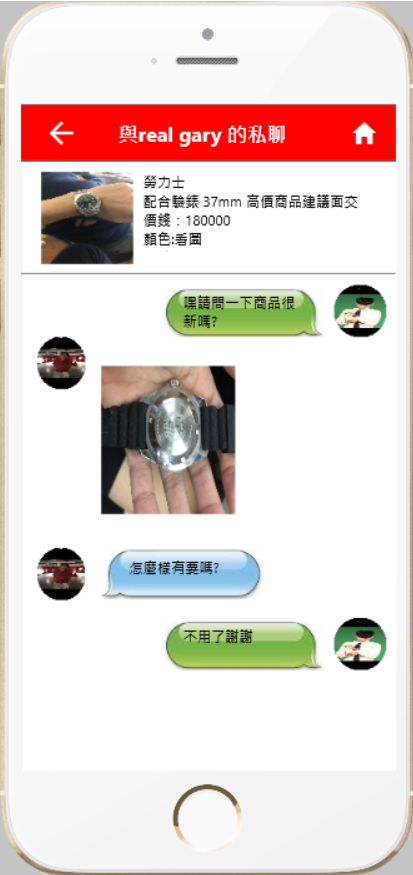 與real gary 的私聊
勞力士
配合驗錶 37mm 高價商品建議面交
價錢：180000
顏色:看圖
嘿請問一下商品很
新嗎?
怎麼樣有要嗎?
不用了謝謝